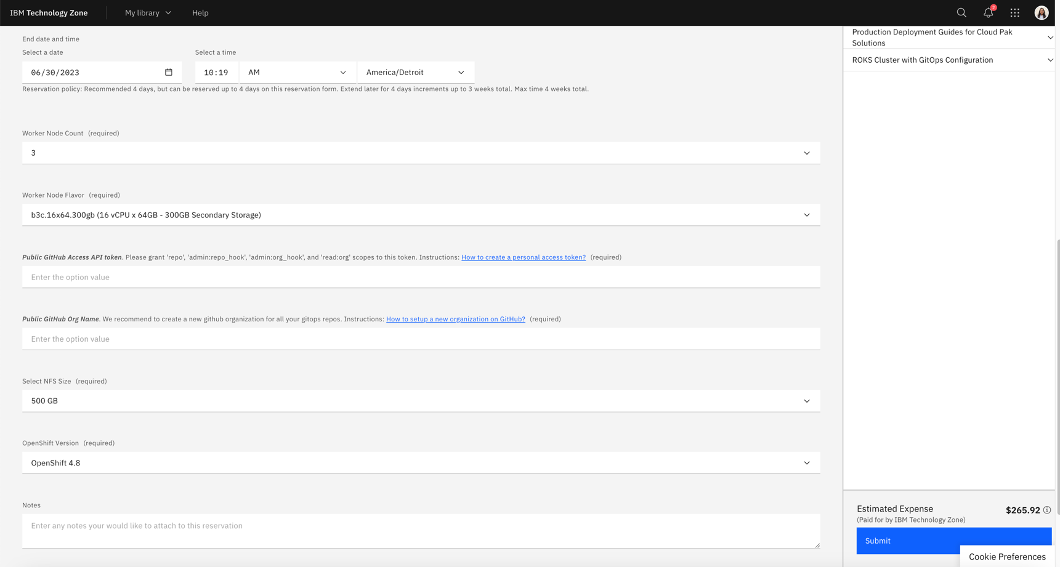 IBM Technology Zone
My library
Help
End date and time
Select a date
Select a time
06/30/2023
10:19
AM
America/Detroit
Reservation policy: Recommended 4 days, but can be reserved up to 4 days on this reservation form. Extend later for 4 days increments up to 3 weeks total. Max time 4 weeks total.
Worker Node Count (required)
3
Worker Node Flavor (required)
b3c.16x64.300gb (16 vCPU x 64GB - 300GB Secondary Storage)
Public GitHub Access API token. Please grant 'repo', 'admin:repo_hook', 'admin:org_hook', and 'read:org' scopes to this token. Instructions: How to create a personal access token? (required)
Enter the option value
Public GitHub Org Name. We recommend to create a new github organization for all your gitops repos. Instructions: How to setup a new organization on GitHub? (required)
Enter the option value
Select NFS Size (required)
500 GB
OpenShift Version (required)
OpenShift 4.8
Notes
Enter any notes your would like to attach to this reservation
Production Deployment Guides for Cloud Pak
Solutions
ROKS Cluster with GitOps Configuration
Estimated Expense
$265.92
(Paid for by IBM Technology Zone)
Submit
Cookie Preferences